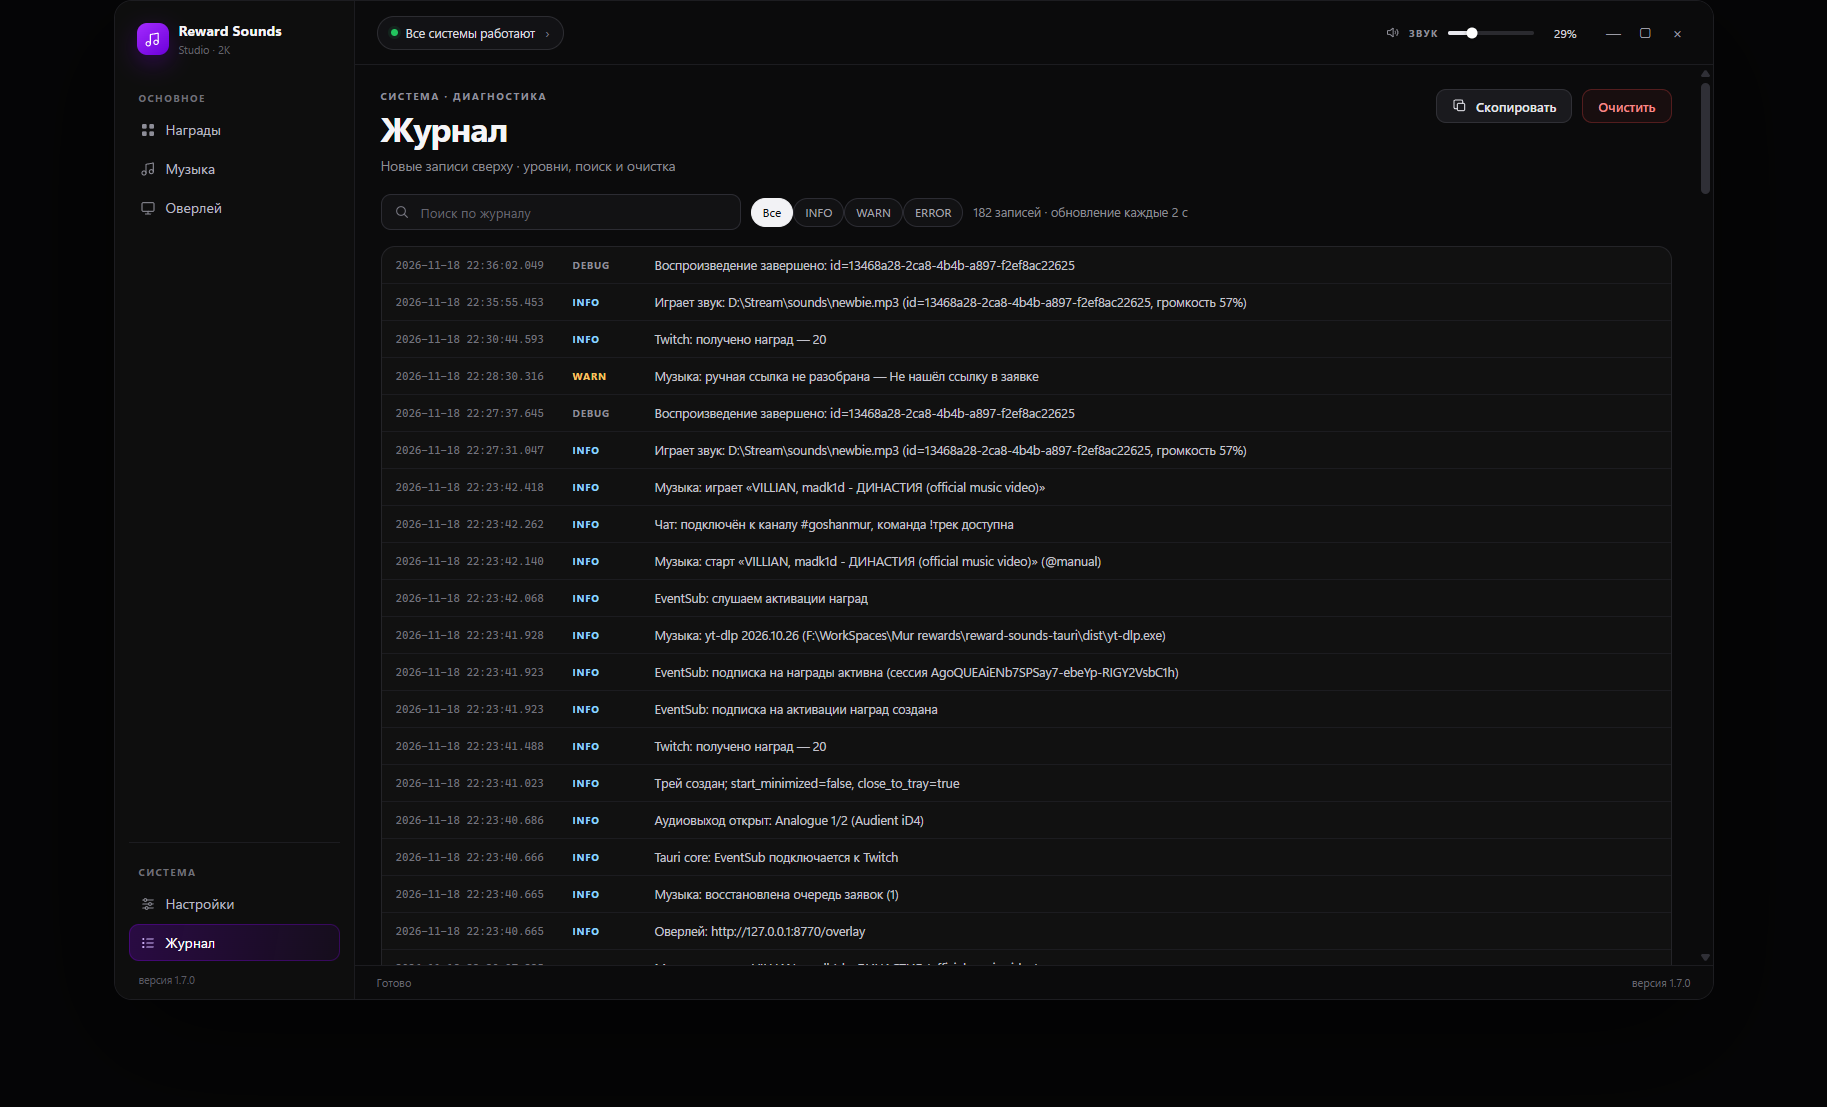 Reward Sounds
Studio · 2K
ОСНОВНОЕ
Награды
Музыка
Оверлей
СИСТЕМА
Настройки
Журнал
версия 1.7.0
Все системы работают ›
ЗВУК 29%
СИСТЕМА · ДИАГНОСТИКА
Журнал
Новые записи сверху · уровни, поиск и очистка
Скопировать
Очистить
Поиск по журналу
Все INFO WARN ERROR 182 записей · обновление каждые 2 с
2026-11-18 22:36:02.049 DEBUG Воспроизведение завершено: id=13468a28-2ca8-4b4b-a897-f2ef8ac22625
2026-11-18 22:35:55.453 INFO Играет звук: D:\Stream\sounds\newbie.mp3 (id=13468a28-2ca8-4b4b-a897-f2ef8ac22625, громкость 57%)
2026-11-18 22:30:44.593 INFO Twitch: получено наград — 20
2026-11-18 22:28:30.316 WARN Музыка: ручная ссылка не разобрана — Не нашёл ссылку в заявке
2026-11-18 22:27:37.645 DEBUG Воспроизведение завершено: id=13468a28-2ca8-4b4b-a897-f2ef8ac22625
2026-11-18 22:27:31.047 INFO Играет звук: D:\Stream\sounds\newbie.mp3 (id=13468a28-2ca8-4b4b-a897-f2ef8ac22625, громкость 57%)
2026-11-18 22:23:42.418 INFO Музыка: играет «VILLIAN, madk1d - ДИНАСТИЯ (official music video)»
2026-11-18 22:23:42.262 INFO Чат: подключён к каналу #goshanmur, команда !трек доступна
2026-11-18 22:23:42.140 INFO Музыка: старт «VILLIAN, madk1d - ДИНАСТИЯ (official music video)» (@manual)
2026-11-18 22:23:42.068 INFO EventSub: слушаем активации наград
2026-11-18 22:23:41.928 INFO Музыка: yt-dlp 2026.10.26 (F:\WorkSpaces\Mur rewards\reward-sounds-tauri\dist\yt-dlp.exe)
2026-11-18 22:23:41.923 INFO EventSub: подписка на награды активна (сессия AgoQUEAiENb7SPSay7-ebeYp-RIGY2VsbC1h)
2026-11-18 22:23:41.923 INFO EventSub: подписка на активации наград создана
2026-11-18 22:23:41.488 INFO Twitch: получено наград — 20
2026-11-18 22:23:41.023 INFO Трей создан; start_minimized=false, close_to_tray=true
2026-11-18 22:23:40.686 INFO Аудиовыход открыт: Analogue 1/2 (Audient iD4)
2026-11-18 22:23:40.666 INFO Tauri core: EventSub подключается к Twitch
2026-11-18 22:23:40.665 INFO Музыка: восстановлена очередь заявок (1)
2026-11-18 22:23:40.665 INFO Оверлей: http://127.0.0.1:8770/overlay
Готово
версия 1.7.0